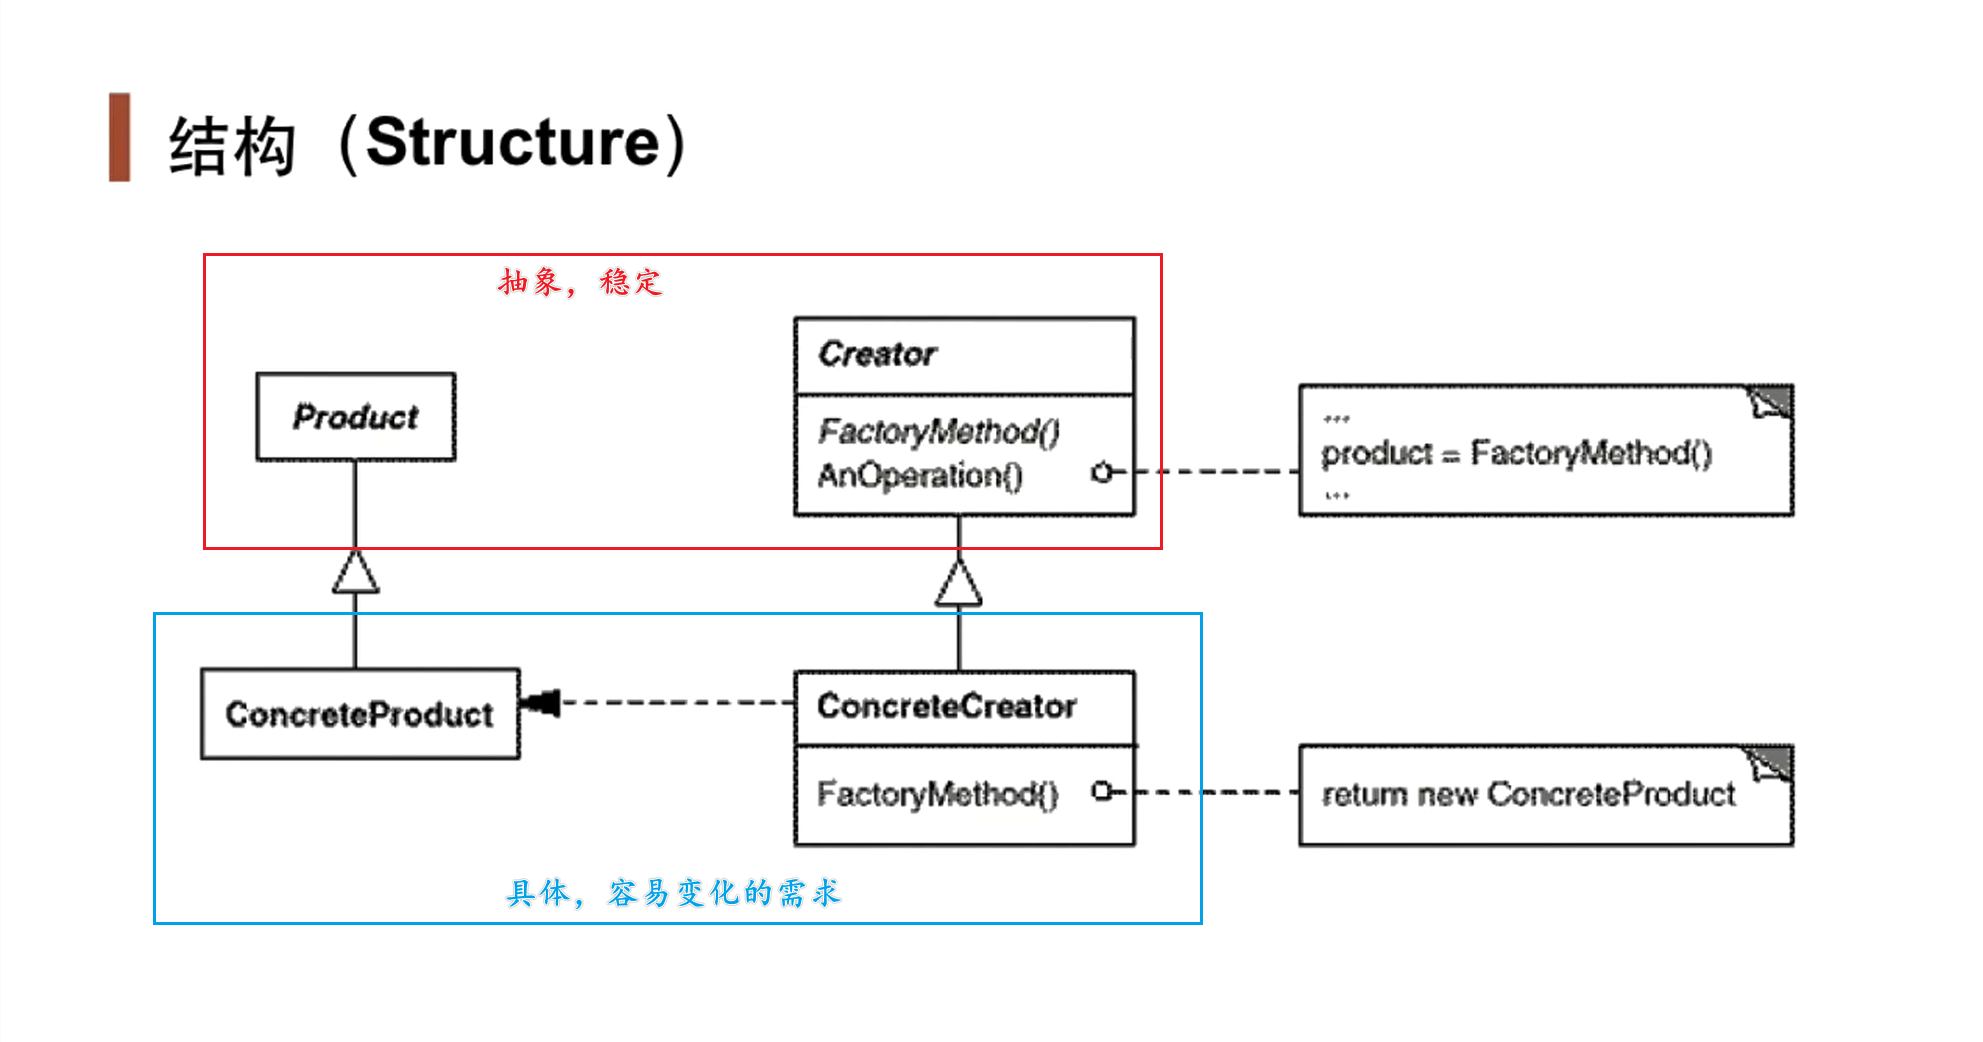 结构（Structure）
抽象，稳定
Product
Creator
FactoryMethod()
AnOperation()
...
product = FactoryMethod()
...
ConcreteProduct
ConcreteCreator
FactoryMethod()
return new ConcreteProduct
具体，容易变化的需求